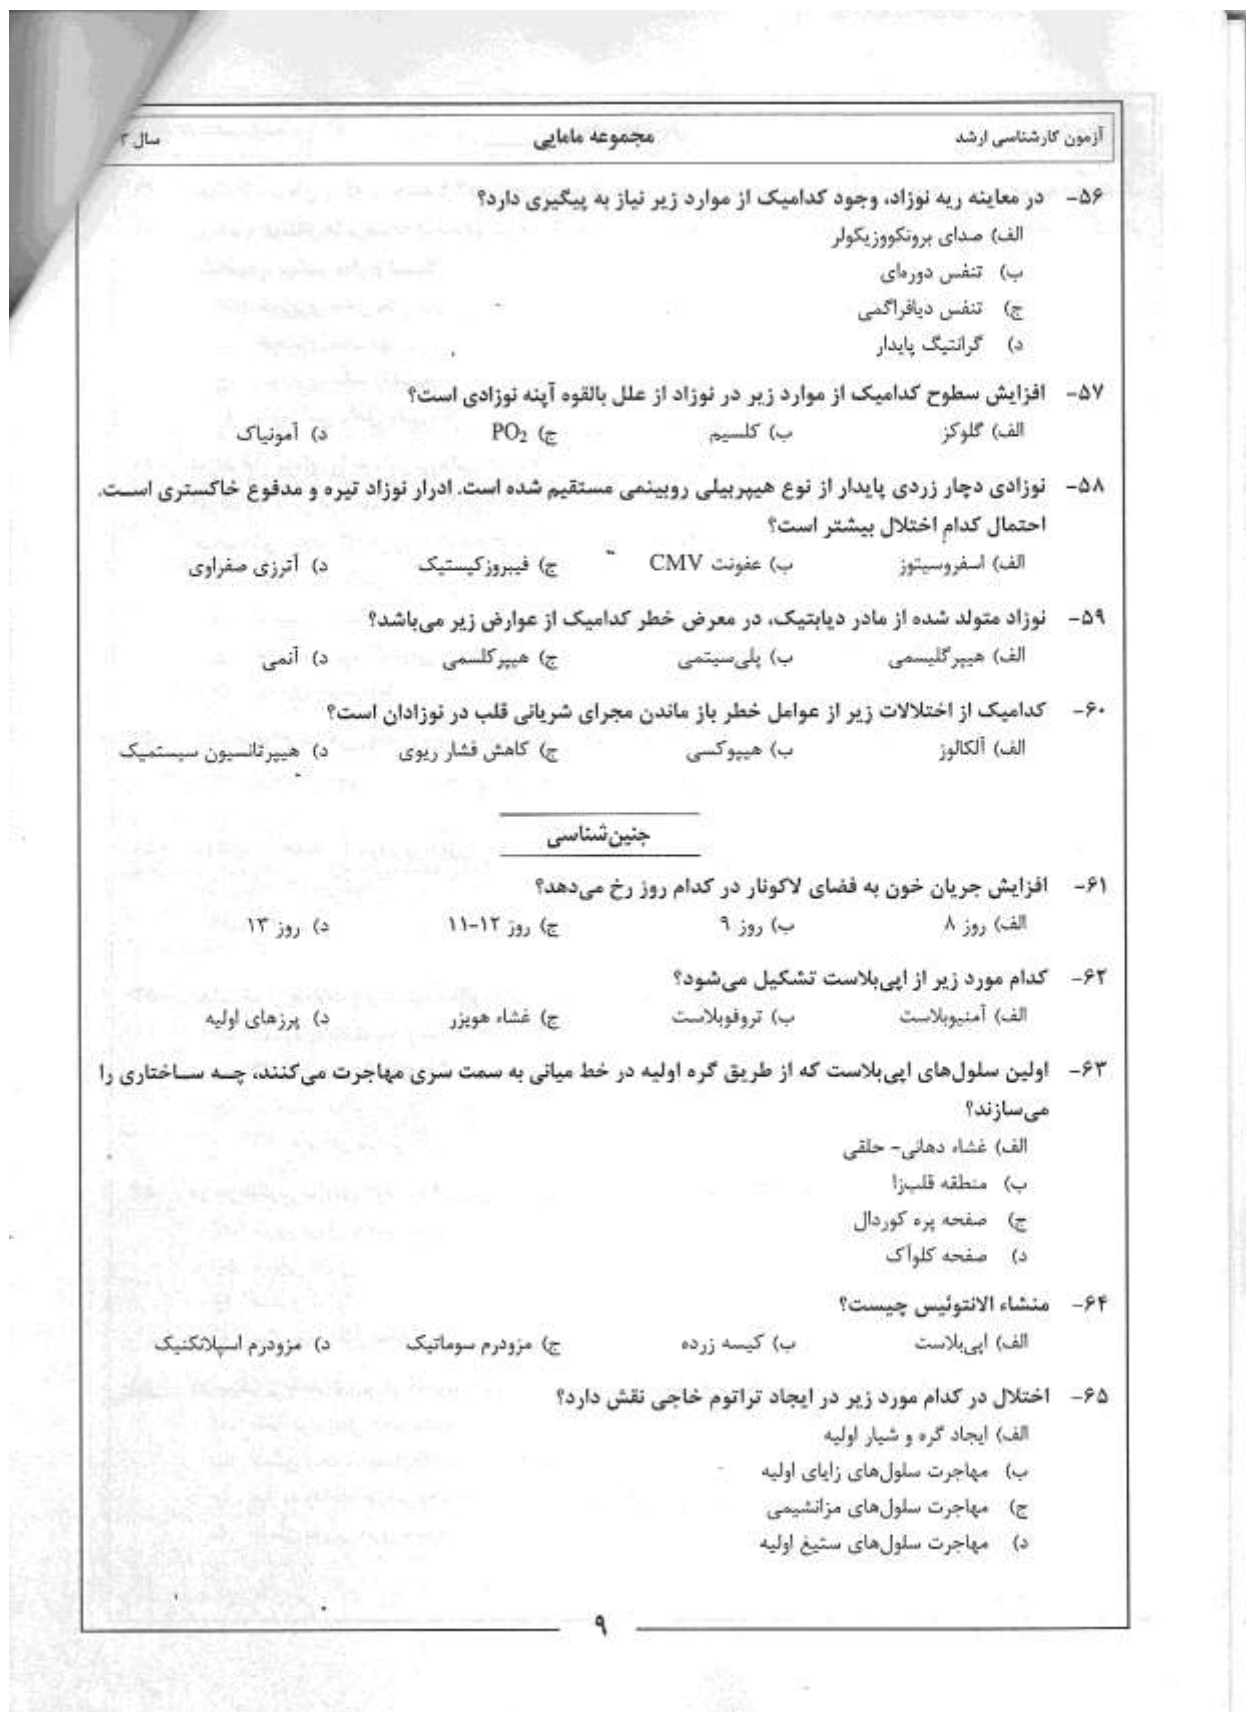 آزمون کارشناسی ارشد
مجموعه مامایی
سال ۳
۵۶- در معاینه ریه نوزاد، وجود کدامیک از موارد زیر نیاز به پیگیری دارد؟
الف) صدای برونکووزیکولر
ب) تنفس دوره‌ای
ج) تنفس دیافراگمی
د) گرانتیگ پایدار
۵۷- افزایش سطوح کدامیک از موارد زیر در نوزاد از علل بالقوه آپنه نوزادی است؟
الف) گلوکز ب) کلسیم ج) PO2 د) آمونیاک
۵۸- نوزادی دچار زردی پایدار از نوع هیپربیلی روبینمی مستقیم شده است. ادرار نوزاد تیره و مدفوع خاکستری است.
احتمال کدام اختلال بیشتر است؟
الف) اسفروسیتوز ب) عفونت CMV ج) فیبروزکیستیک د) آترزی صفراوی
۵۹- نوزاد متولد شده از مادر دیابتیک، در معرض خطر کدامیک از عوارض زیر می‌باشد؟
الف) هیپرگلیسمی ب) پلی‌سیتمی ج) هیپرکلسمی د) آنمی
۶۰- کدامیک از اختلالات زیر از عوامل خطر باز ماندن مجرای شریانی قلب در نوزادان است؟
الف) آلکالوز ب) هیپوکسی ج) کاهش فشار ریوی د) هیپرتانسیون سیستمیک
جنین‌شناسی
۶۱- افزایش جریان خون به فضای لاکونار در کدام روز رخ می‌دهد؟
الف) روز ۸ ب) روز ۹ ج) روز ۱۲-۱۱ د) روز ۱۳
۶۲- کدام مورد زیر از اپی‌بلاست تشکیل می‌شود؟
الف) آمنیوبلاست ب) تروفوبلاست ج) غشاء هویزر د) پرزهای اولیه
۶۳- اولین سلول‌های اپی‌بلاست که از طریق گره اولیه در خط میانی به سمت سری مهاجرت می‌کنند، چه ساختاری را
می‌سازند؟
الف) غشاء دهانی- حلقی
ب) منطقه قلب‌زا
ج) صفحه پره کوردال
د) صفحه کلوآک
۶۴- منشاء الانتوئیس چیست؟
الف) اپی‌بلاست ب) کیسه زرده ج) مزودرم سوماتیک د) مزودرم اسپلانکنیک
۶۵- اختلال در کدام مورد زیر در ایجاد تراتوم خاجی نقش دارد؟
الف) ایجاد گره و شیار اولیه
ب) مهاجرت سلول‌های زایای اولیه
ج) مهاجرت سلول‌های مزانشیمی
د) مهاجرت سلول‌های ستیغ اولیه
۹